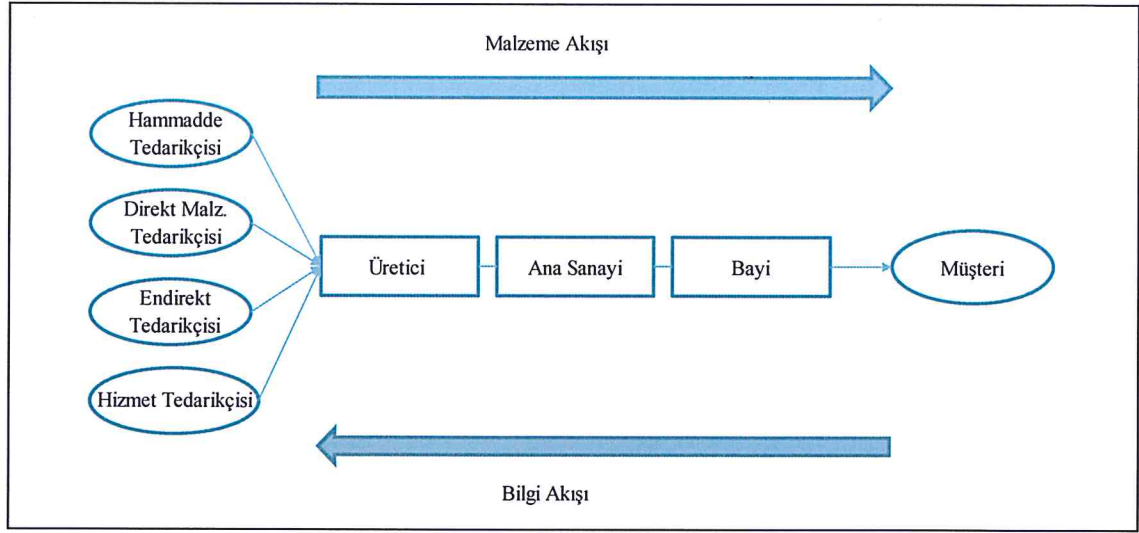 Malzeme Akışı
Hammadde
Tedarikçisi
Direkt Malz.
Tedarikçisi
Endirekt
Tedarikçisi
Hizmet Tedarikçisi
Üretici
Ana Sanayi
Bayi
Müşteri
Bilgi Akışı